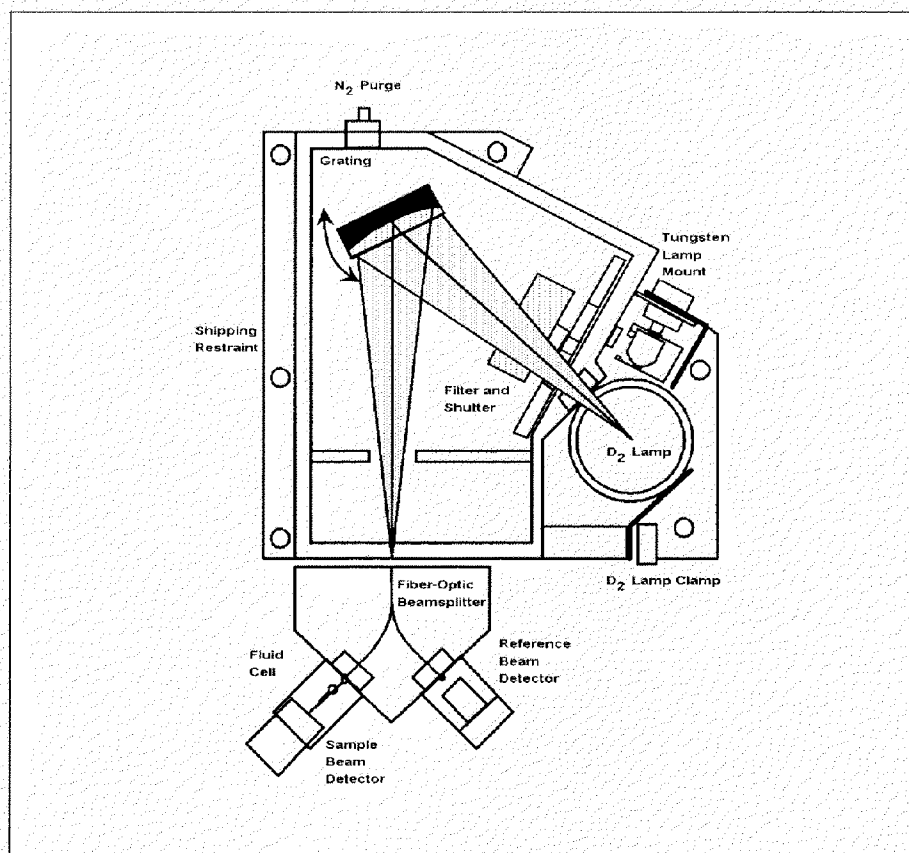 N2 Purge
Grating
Tungsten
Lamp
Mount
Shipping
Restraint
Filter and
Shutter
D2 Lamp
D2 Lamp Clamp
Fiber-Optic
Beamsplitter
Fluid
Cell
Reference
Beam
Detector
Sample
Beam
Detector